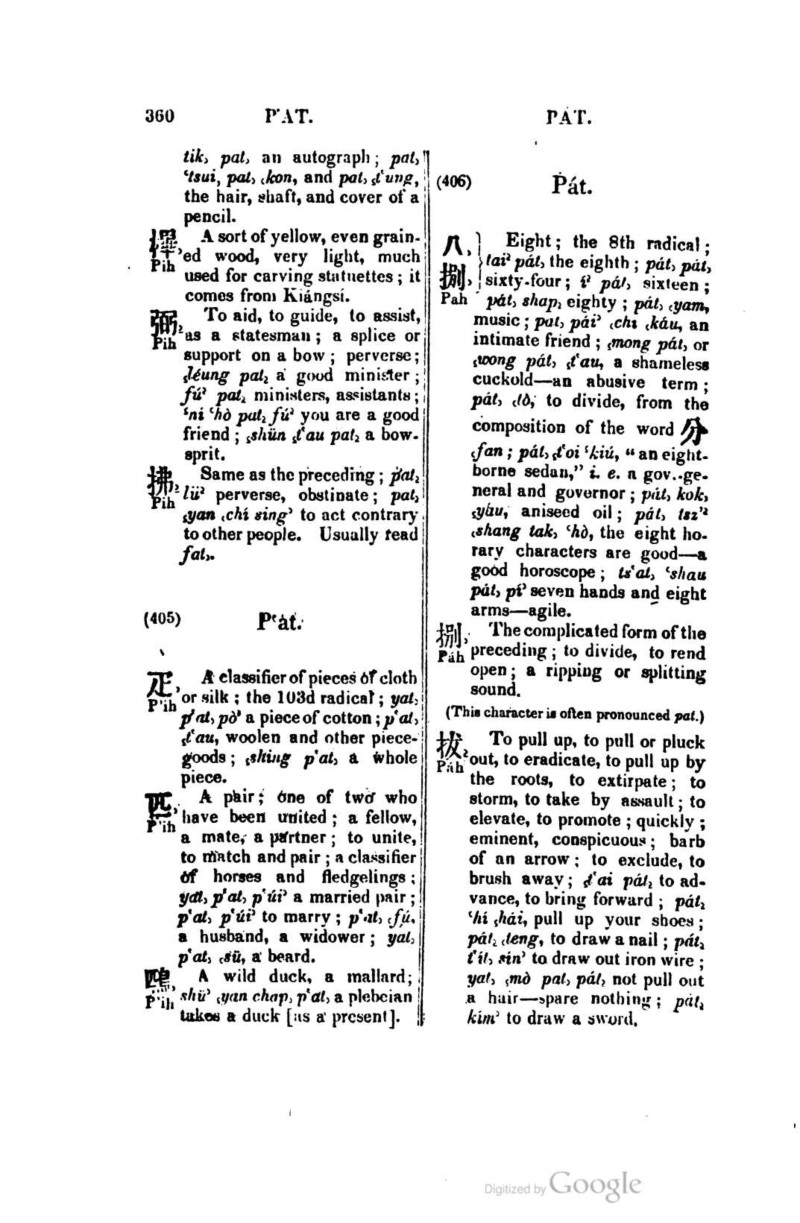 360 P'AT. PÁT.
tik, pat, an autograph; pat,
'tsui, pat, ,kon, and pat, ,t'ung,
the hair, shaft, and cover of a
pencil.
A sort of yellow, even grain-
Pih ed wood, very light, much
used for carving statuettes; it
comes from Kiángsí.
弼 To aid, to guide, to assist,
Pih as a statesman; a splice or
support on a bow; perverse;
,léung pat, a good minister;
fú' pat, ministers, assistants;
'ní 'hò pat, fú' you are a good
friend; ,shün ,t'au pat, a bow-
sprit.
拂 Same as the preceding; pat,
Pih lü' perverse, obstinate; pat,
,yan ,chí sing' to act contrary
to other people. Usually read
fat,.
(405) P'at.
疋 A classifier of pieces of cloth
P'ih or silk; the 103d radical; yat,
p'at, pò' a piece of cotton; p'at,
,t'au, woolen and other piece-
goods; ,shing p'at, a whole
piece.
匹 A pair; one of two who
P'ih have been united; a fellow,
a mate, a partner; to unite,
to match and pair; a classifier
of horses and fledgelings;
yat, p'at, p'úi' a married pair;
p'at, p'úi' to marry; p'at, ,fú,
a husband, a widower; yat,
p'at, ,sü, a beard.
A wild duck, a mallard;
P'ih shü' ,yan chap, p'at, a plebeian
takes a duck [as a present].
(406) Pát.
八 Eight; the 8th radical;
捌 tai' pát, the eighth; pát, pát,
sixty-four; í' pát, sixteen;
Pah pát, shap, eighty; pát, ,yam,
music; pat, pái' ,chí ,káu, an
intimate friend; ,mong pát, or
,wong pát, ,t'au, a shameless
cuckold—an abusive term;
pát, ,tò, to divide, from the
composition of the word 分
,fan; pát, ,t'oi 'kiú, "an eight-
borne sedan," i. e. a gov.-ge-
neral and governor; pát, kok,
,yáu, aniseed oil; pát, tsz'
,shang tak, 'hò, the eight ho-
rary characters are good—a
good horoscope; ts'at, 'shau
pát, pí' seven hands and eight
arms—agile.
捌 The complicated form of the
Páh preceding; to divide, to rend
open; a ripping or splitting
sound.
(This character is often pronounced pat.)
拔 To pull up, to pull or pluck
Páh out, to eradicate, to pull up by
the roots, to extirpate; to
storm, to take by assault; to
elevate, to promote; quickly;
eminent, conspicuous; barb
of an arrow; to exclude, to
brush away; ,t'ai pát, to ad-
vance, to bring forward; pát,
'hí ,hái, pull up your shoes;
pát, ,teng, to draw a nail; pát,
t'ít, sín' to draw out iron wire;
yat, ,mò pat, pát, not pull out
a hair—spare nothing; pát,
kím' to draw a sword.
Digitized by Google